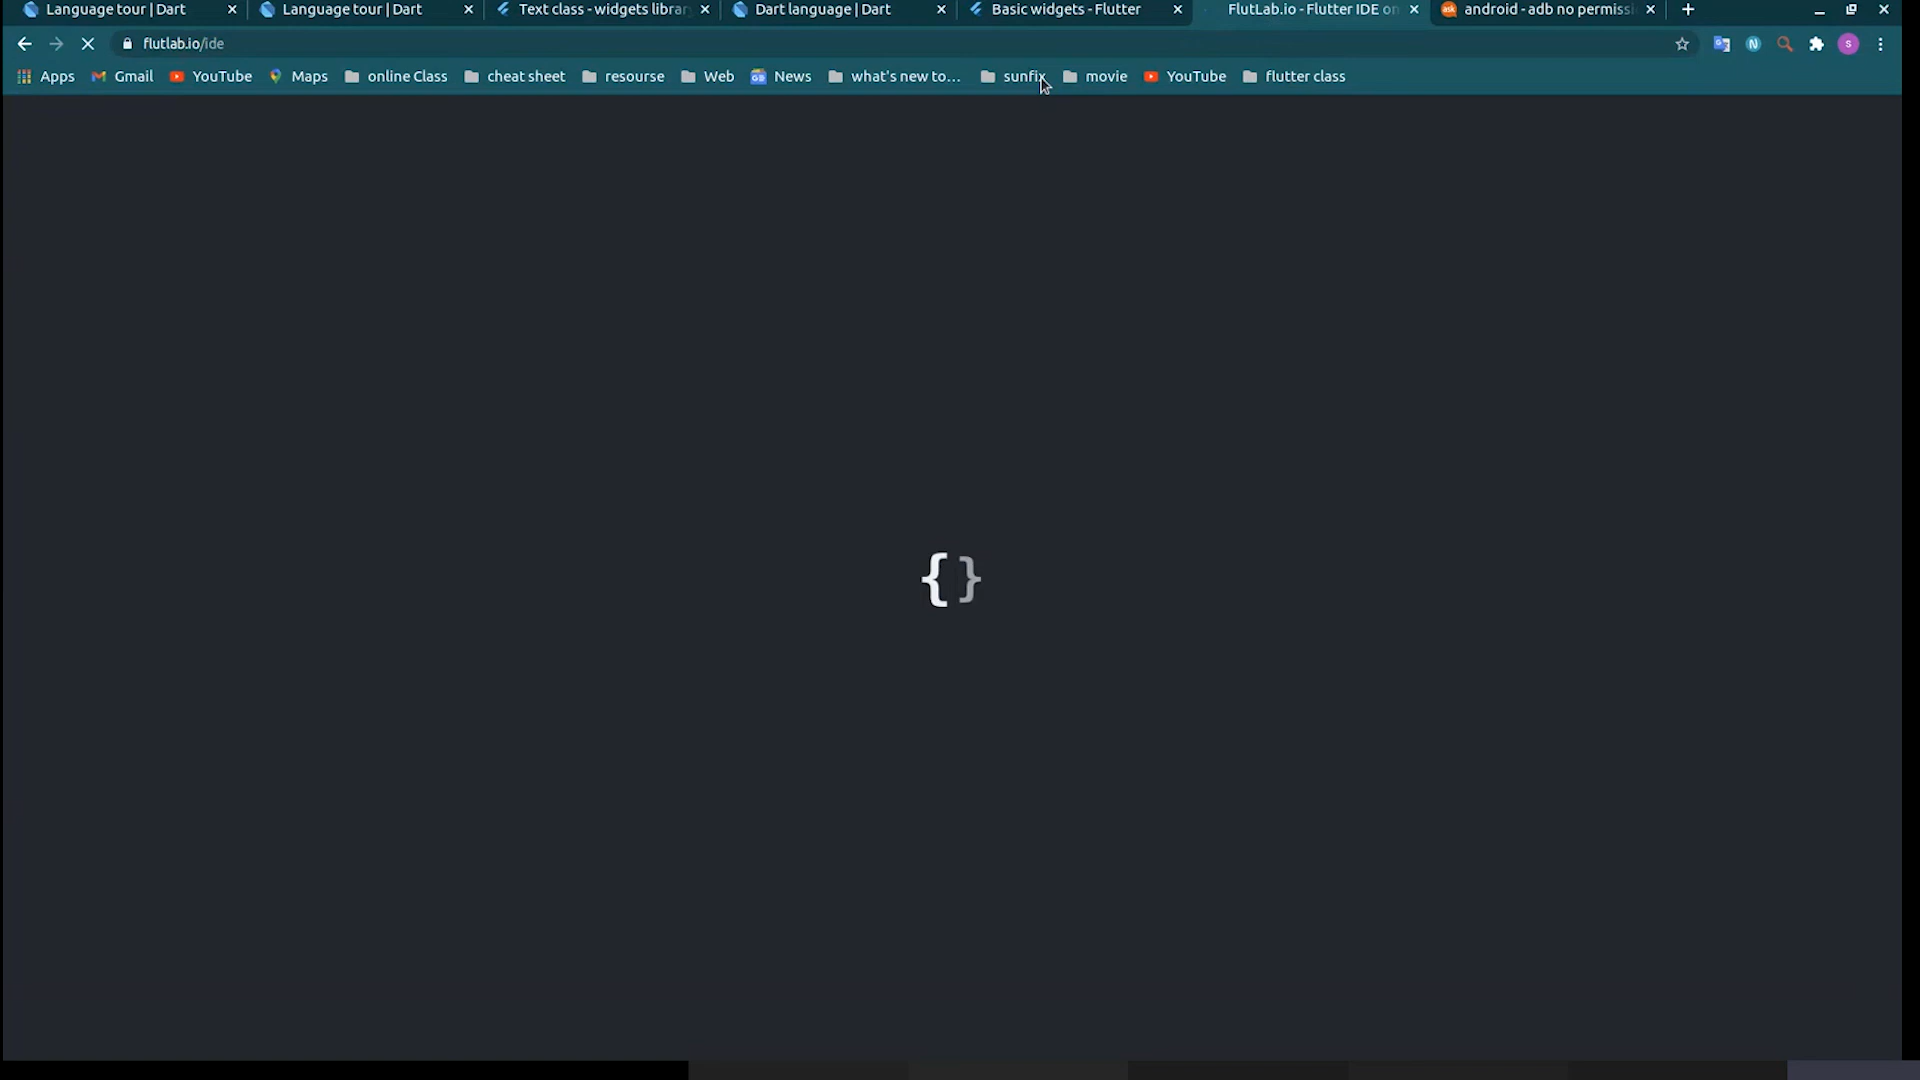 Language tour | Dart
Language tour | Dart
Text class - widgets librar
Dart language | Dart
Basic widgets - Flutter
FlutLab.io - Flutter IDE on
android - adb no permissi
flutlab.io/ide
Apps
Gmail
YouTube
Maps
online Class
cheat sheet
resourse
Web
News
what's new to...
sunfix
movie
YouTube
flutter class
{ }